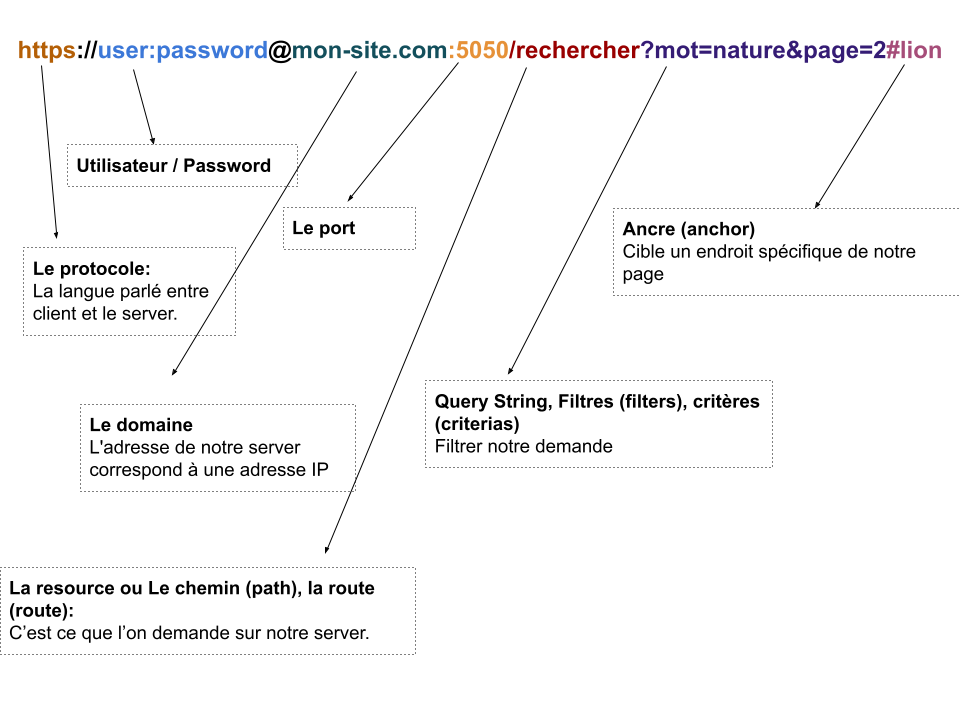 https://user:password@mon-site.com:5050/rechercher?mot=nature&page=2#lion
Utilisateur / Password
Le port
Ancre (anchor)
Cible un endroit spécifique de notre
page
Le protocole:
La langue parlé entre
client et le server.
Query String, Filtres (filters), critères
(criterias)
Filtrer notre demande
Le domaine
L'adresse de notre server
correspond à une adresse IP
La resource ou Le chemin (path), la route
(route):
C’est ce que l’on demande sur notre server.